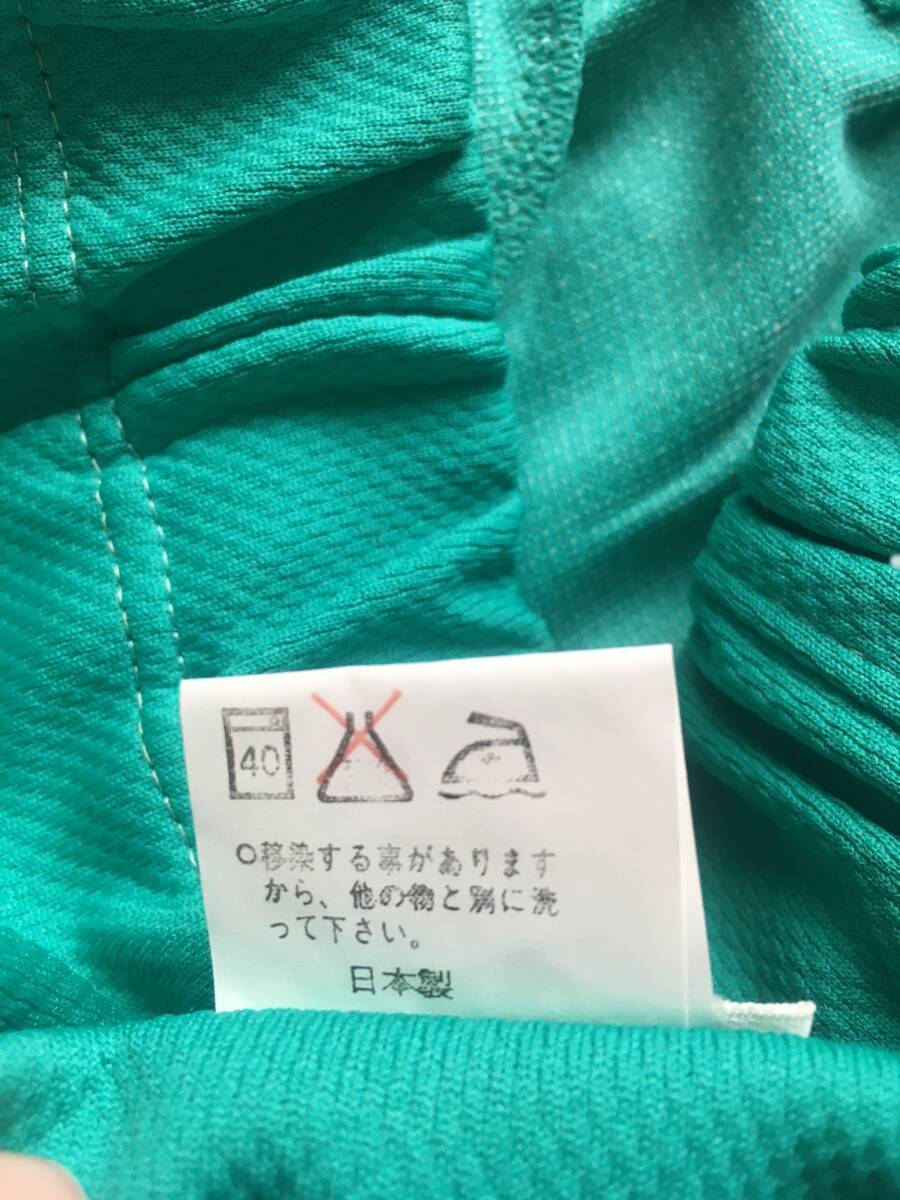 40
○移染する事があります
から、他の物と別に洗
って下さい。
日本製